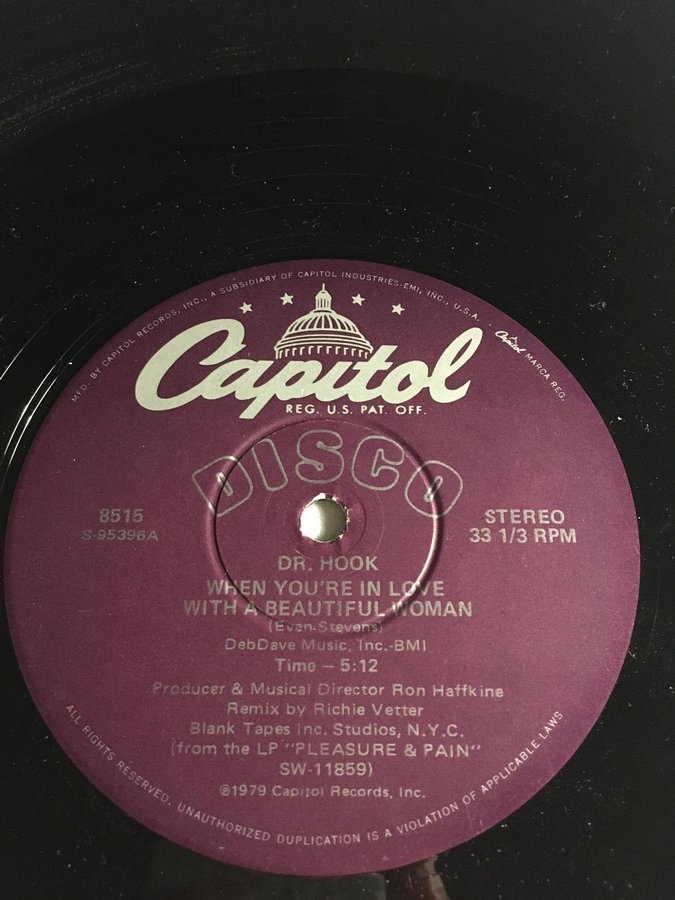 MFD. BY CAPITOL RECORDS, INC., A SUBSIDIARY OF CAPITOL INDUSTRIES-EMI, INC., U.S.A.
Capitol MARCA REG.
Capitol
REG. U.S. PAT. OFF.
DISCO
8515
S-95396A
STEREO
33 1/3 RPM
DR. HOOK
WHEN YOU'RE IN LOVE
WITH A BEAUTIFUL WOMAN
(Even-Stevens)
DebDave Music, Inc.-BMI
Time – 5:12
Producer & Musical Director Ron Haffkine
Remix by Richie Vetter
Blank Tapes Inc. Studios, N.Y.C.
(from the LP "PLEASURE & PAIN"
SW-11859)
℗1979 Capitol Records, Inc.
ALL RIGHTS RESERVED. UNAUTHORIZED DUPLICATION IS A VIOLATION OF APPLICABLE LAWS